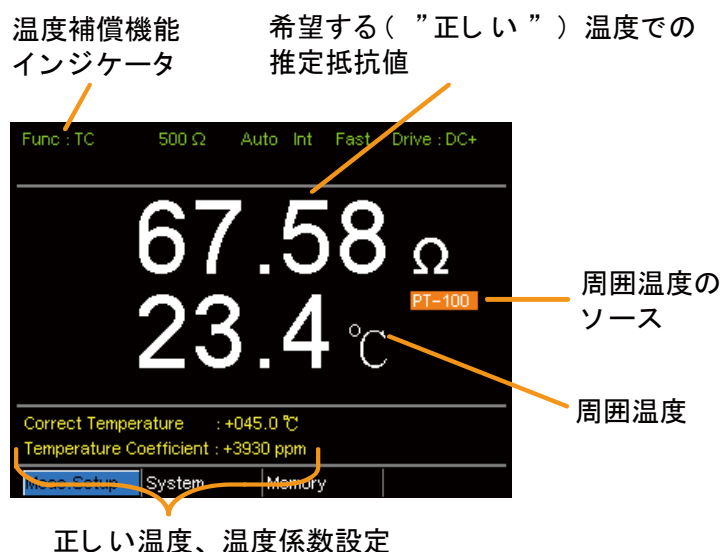 温度補償機能
インジケータ
希望する( ”正しい ” ) 温度での
推定抵抗値
Func : TC 500 Ω Auto Int Fast Drive : DC+
67.58 Ω
PT-100
23.4 ℃
周囲温度の
ソース
周囲温度
Correct Temperature : +045.0 ℃
Temperature Coefficient : +3930 ppm
Meas Setup System Memory
正しい温度、温度係数設定